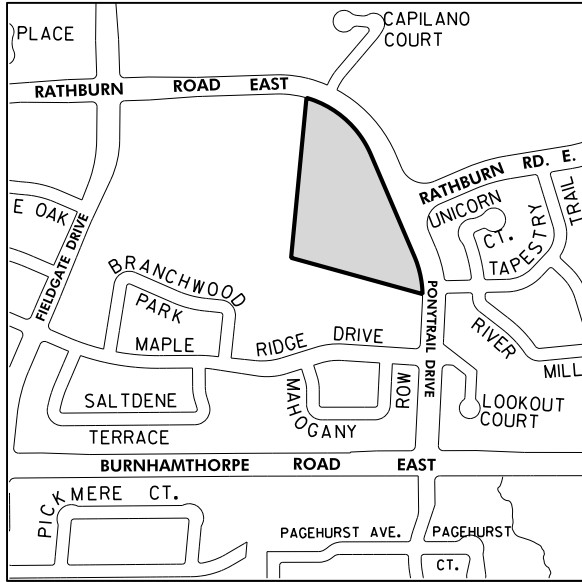 PLACE
CAPILANO
COURT
RATHBURN ROAD EAST
RATHBURN RD. E.
UNICORN
CT.
TAPESTRY
TRAIL
E OAK
FIELDGATE DRIVE
BRANCHWOOD
PARK
MAPLE RIDGE DRIVE
PONYTRAIL DRIVE
RIVER
MILL
SALTDENE
TERRACE
MAHOGANY
ROW
LOOKOUT
COURT
BURNHAMTHORPE ROAD EAST
PICKMERE CT.
PAGEHURST AVE.
PAGEHURST
CT.